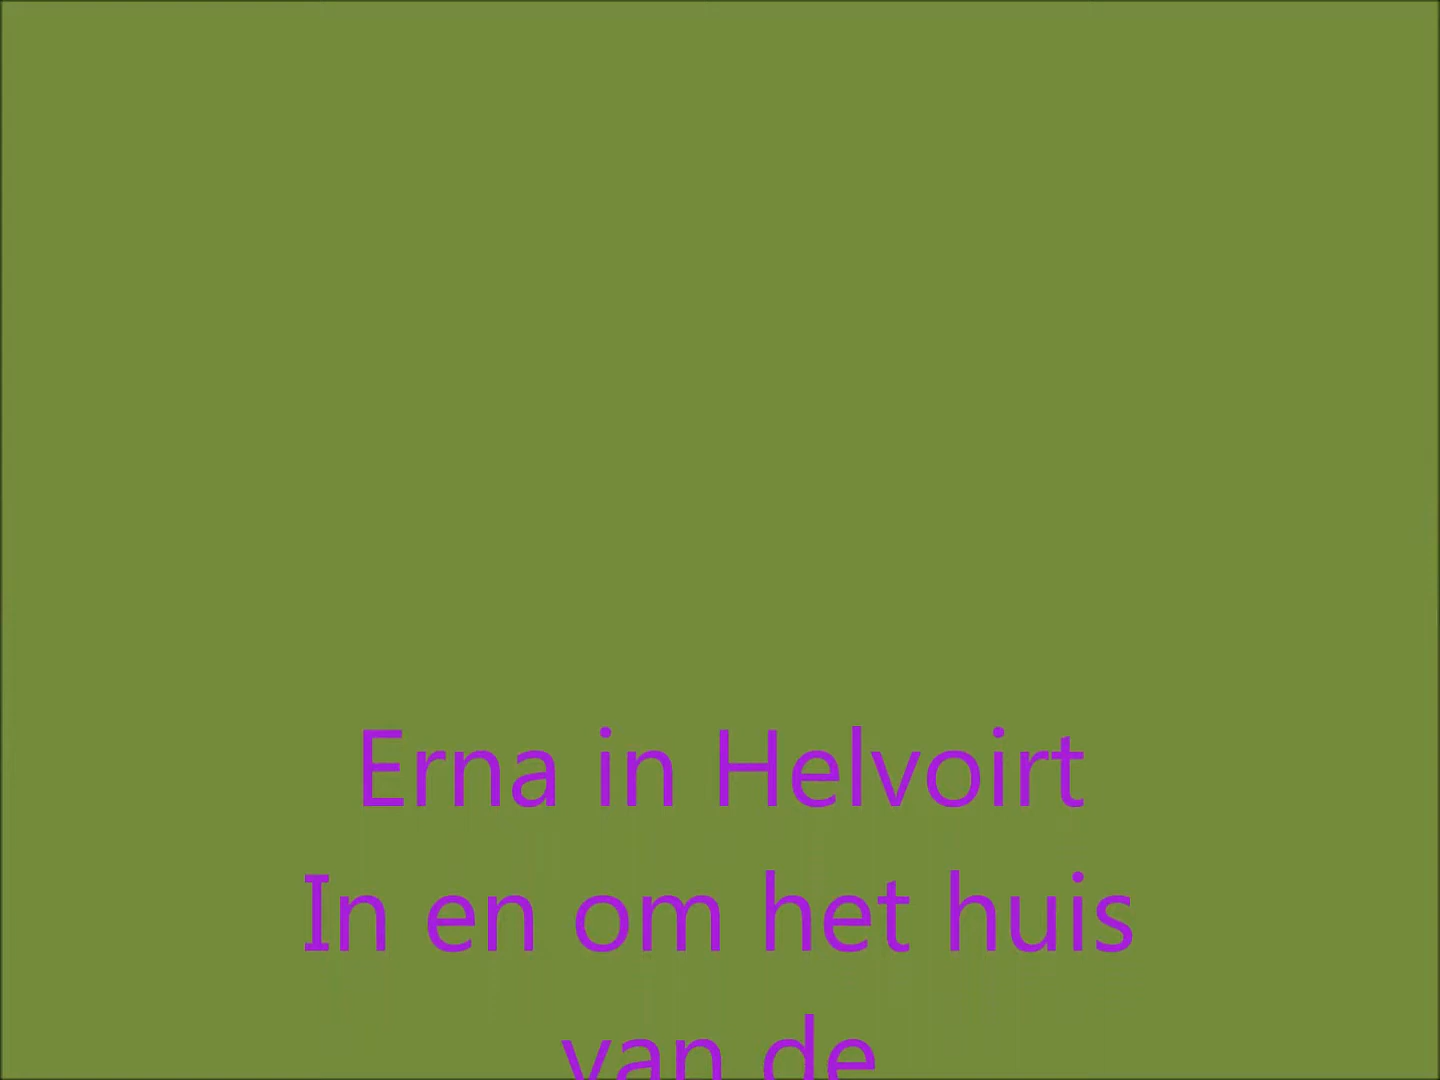 Erna in Helvoirt
In en om het huis
van de